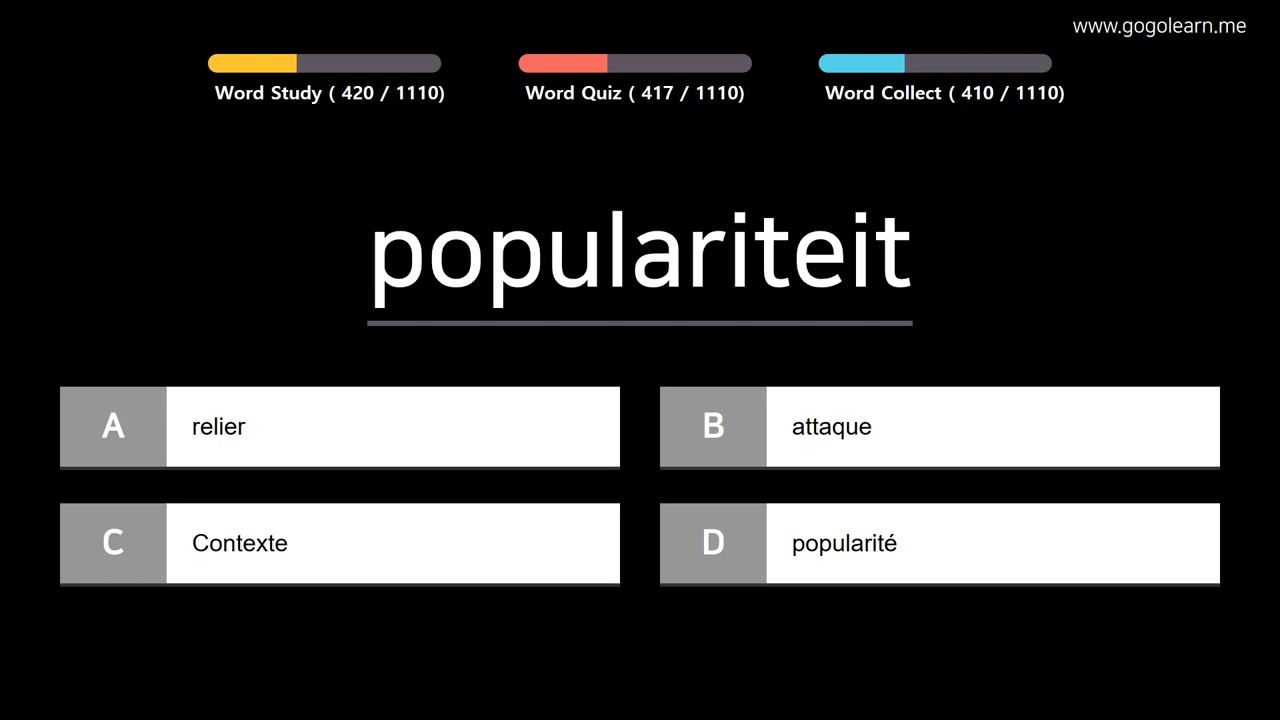 www.gogolearn.me
Word Study ( 420 / 1110)
Word Quiz ( 417 / 1110)
Word Collect ( 410 / 1110)
populariteit
A relier
B attaque
C Contexte
D popularité